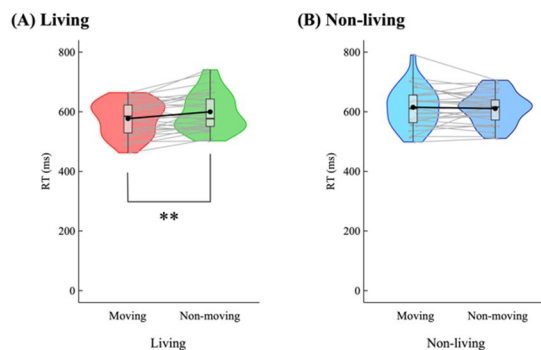 (A) Living
800
600
400
200
0
RT (ms)
**
Moving Non-moving
Living
(B) Non-living
800
600
400
200
0
RT (ms)
Moving Non-moving
Non-living